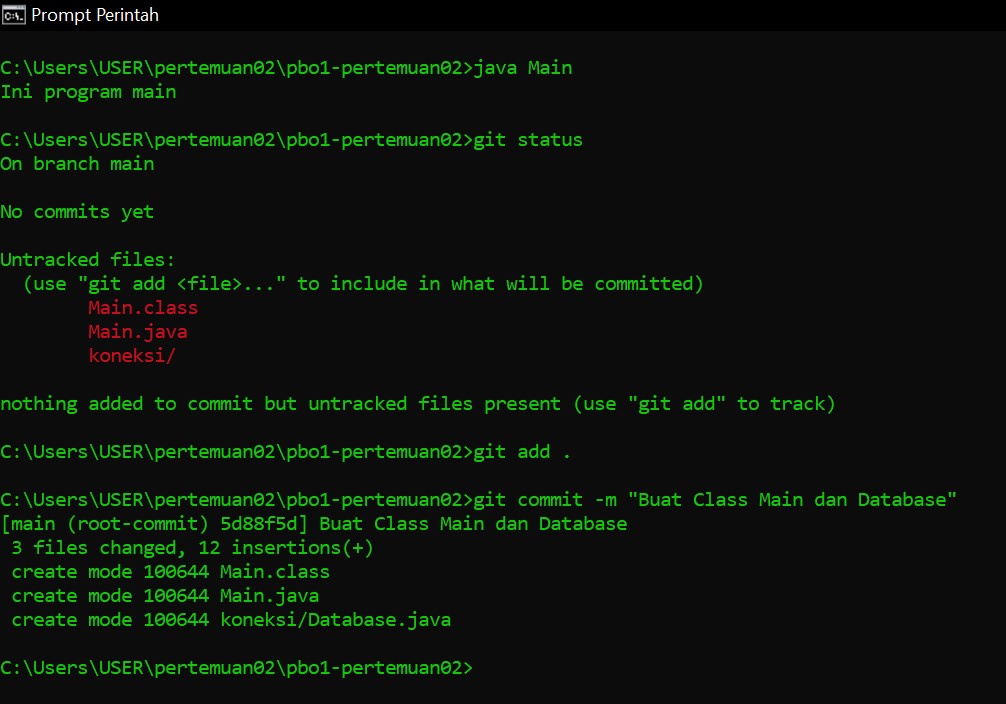 Prompt Perintah
C:\Users\USER\pertemuan02\pbo1-pertemuan02>java Main
Ini program main
C:\Users\USER\pertemuan02\pbo1-pertemuan02>git status
On branch main
No commits yet
Untracked files:
  (use "git add <file>..." to include in what will be committed)
        Main.class
        Main.java
        koneksi/
nothing added to commit but untracked files present (use "git add" to track)
C:\Users\USER\pertemuan02\pbo1-pertemuan02>git add .
C:\Users\USER\pertemuan02\pbo1-pertemuan02>git commit -m "Buat Class Main dan Database"
[main (root-commit) 5d88f5d] Buat Class Main dan Database
 3 files changed, 12 insertions(+)
 create mode 100644 Main.class
 create mode 100644 Main.java
 create mode 100644 koneksi/Database.java
C:\Users\USER\pertemuan02\pbo1-pertemuan02>